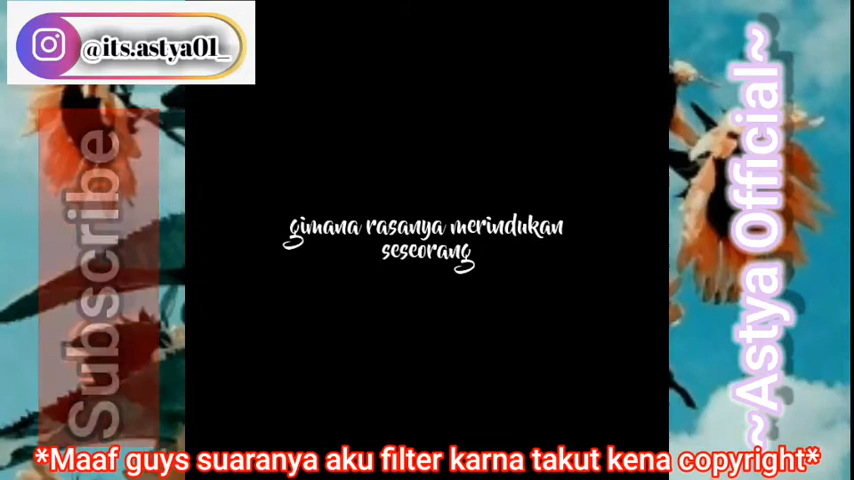 @its.astya01_
Subscribe
gimana rasanya merindukan
seseorang
~Astya Official~
*Maaf guys suaranya aku filter karna takut kena copyright*